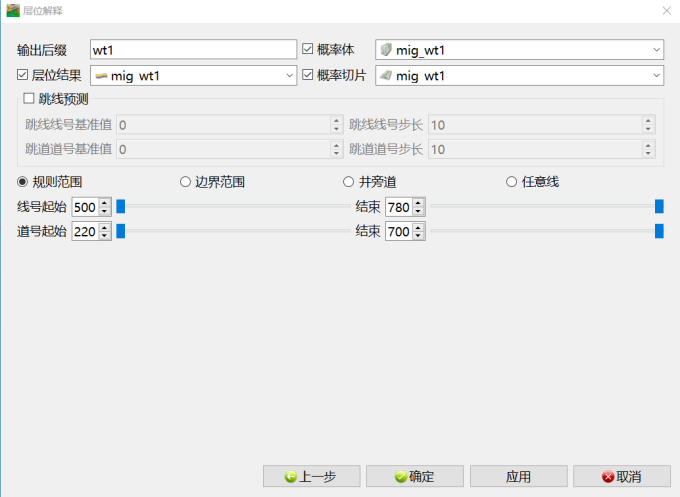 层位解释
输出后缀 wt1 概率体 mig_wt1
层位结果 mig_wt1 概率切片 mig_wt1
跳线预测
跳线线号基准值 0 跳线线号步长 10
跳道道号基准值 0 跳道道号步长 10
规则范围 边界范围 井旁道 任意线
线号起始 500 结束 780
道号起始 220 结束 700
上一步 确定 应用 取消